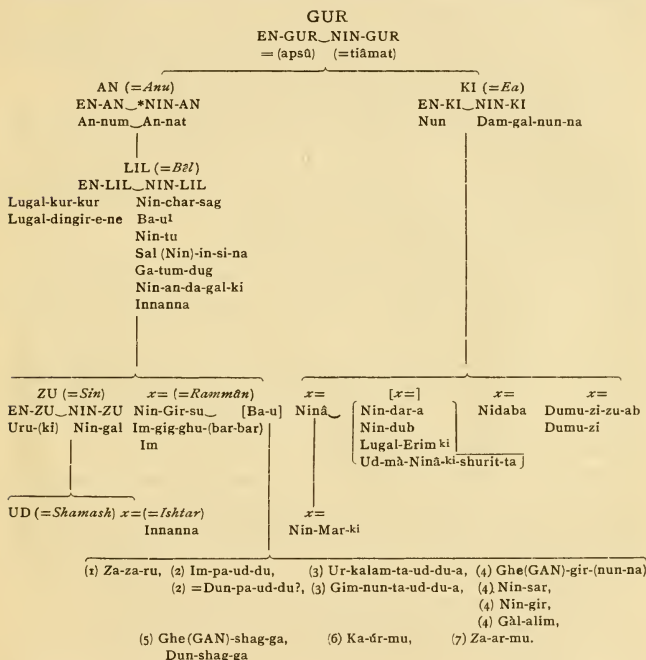 GUR
EN-GUR‿NIN-GUR
= (apsû) (=tiâmat)
AN (=Anu) KI (=Ea)
EN-AN‿*NIN-AN EN-KI‿NIN-KI
An-num‿An-nat Nun Dam-gal-nun-na
LIL (=Bêl)
EN-LIL‿NIN-LIL
Lugal-kur-kur Nin-char-sag
Lugal-dingir-e-ne Ba-u¹
Nin-tu
Sal (Nin)-in-si-na
Ga-tum-dug
Nin-an-da-gal-ki
Innanna
ZU (=Sin) x= (=Rammân) x= [x=] x= x=
EN-ZU‿NIN-ZU Nin-Gir-su‿ [Ba-u] Ninâ‿ Nin-dar-a Nidaba Dumu-zi-zu-ab
Uru-(ki) Nin-gal Im-gig-ghu-(bar-bar) Nin-dub Dumu-zi
Im Lugal-Erim ki
Ud-mà-Ninâ-ki-shurit-ta
UD (=Shamash) x=(=Ishtar) x=
Innanna Nin-Mar-ki
(1) Za-za-ru, (2) Im-pa-ud-du, (3) Ur-kalam-ta-ud-du-a, (4) Ghe(GAN)-gir-(nun-na)
(2) =Dun-pa-ud-du?, (3) Gim-nun-ta-ud-du-a, (4) Nin-sar,
(4) Nin-gir,
(4) Gàl-alim,
(5) Ghe(GAN)-shag-ga, (6) Ka-úr-mu, (7) Za-ar-mu.
Dun-shag-ga